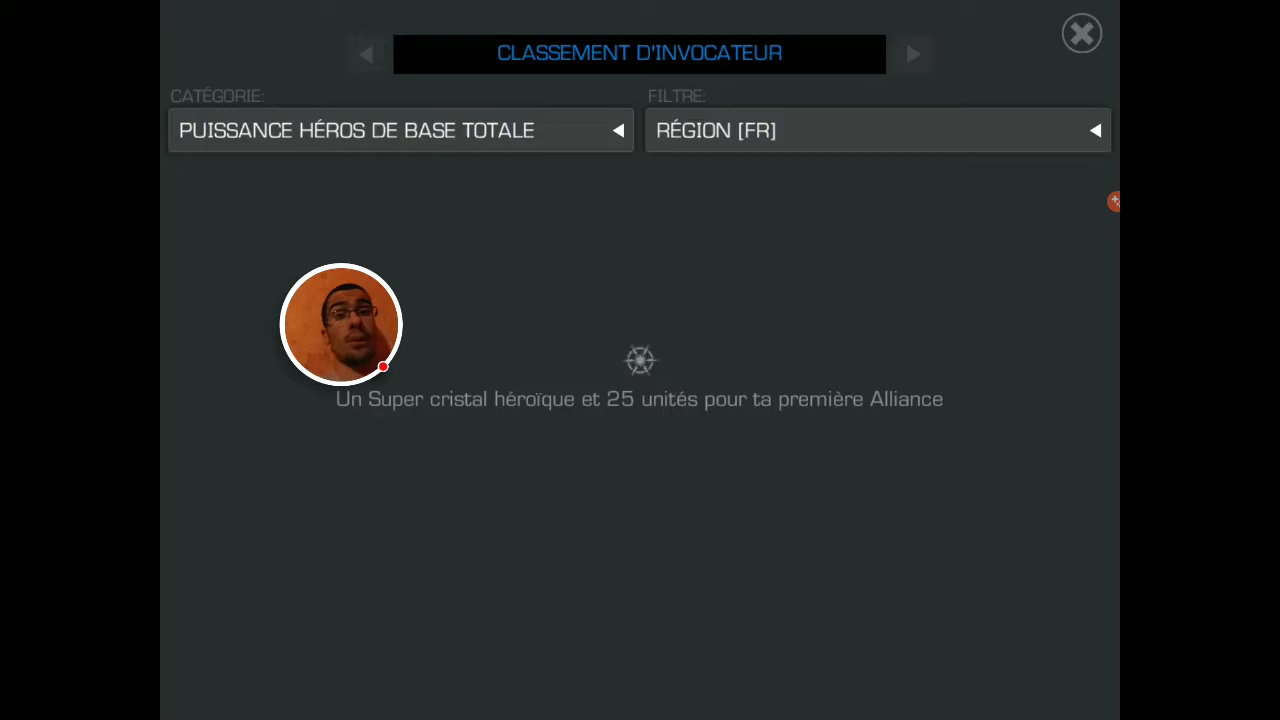 CLASSEMENT D'INVOCATEUR
CATÉGORIE:
FILTRE:
PUISSANCE HÉROS DE BASE TOTALE
RÉGION [FR]
Un Super cristal héroïque et 25 unités pour ta première Alliance